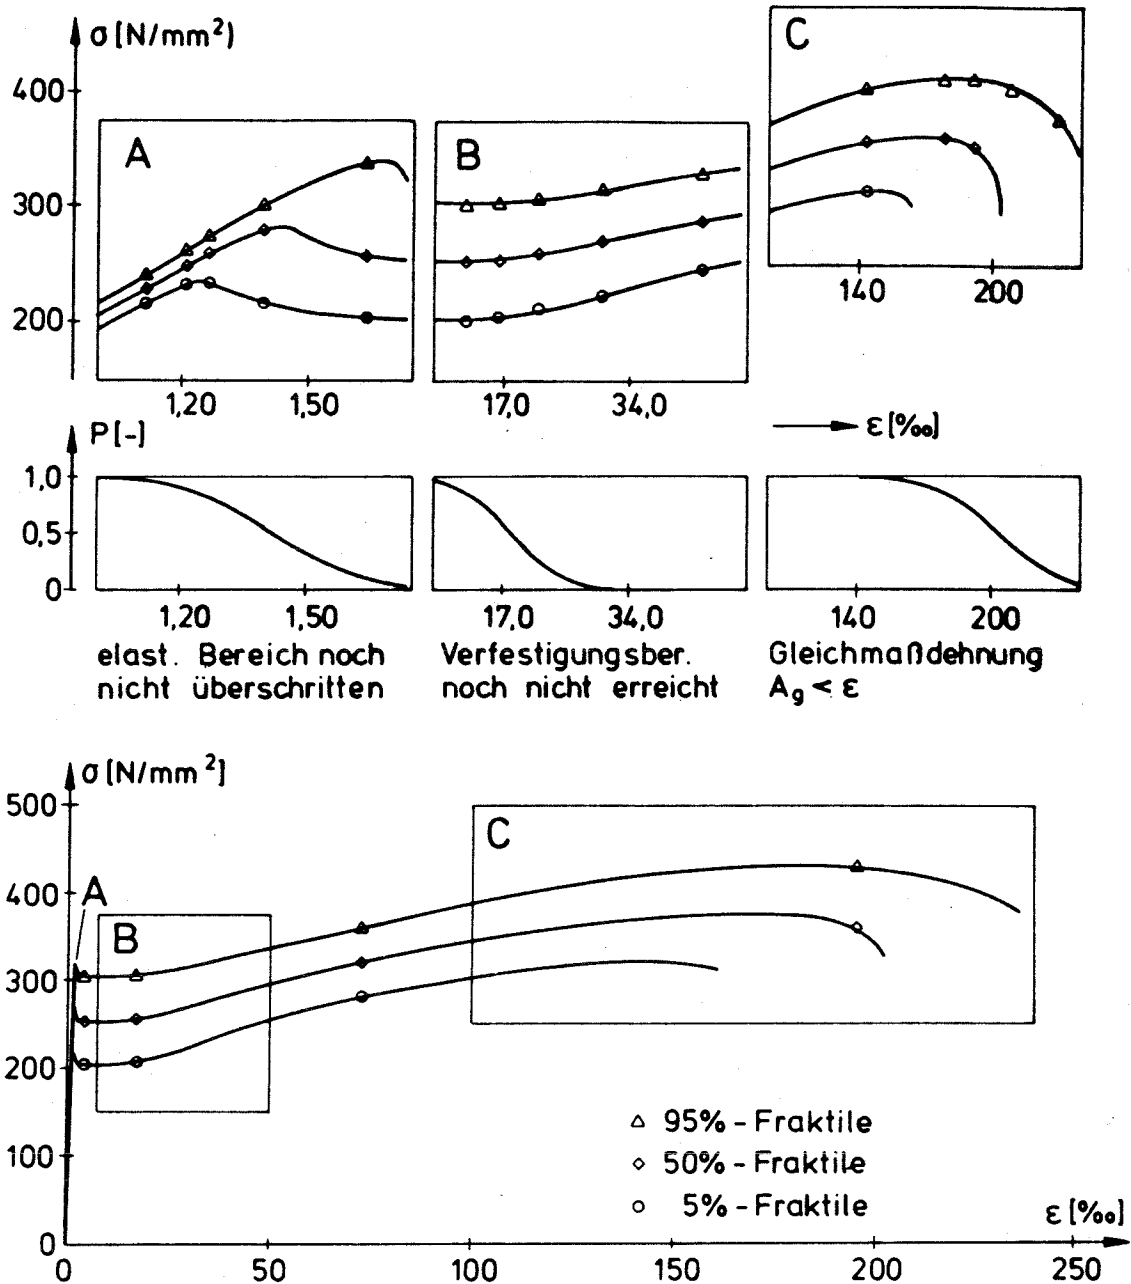 σ [N/mm²)
400
300
200
A
1,20
1,50
B
17,0
34,0
C
140
200
ε [‰]
P [-]
1,0
0,5
0
1,20
1,50
17,0
34,0
140
200
elast. Bereich noch
nicht überschritten
Verfestigungsber.
noch nicht erreicht
Gleichmaßdehnung
A_g < ε
σ [N/mm²]
500
400
300
200
100
0
A
B
C
△ 95% - Fraktile
◇ 50% - Fraktile
○ 5% - Fraktile
ε [‰]
0
50
100
150
200
250